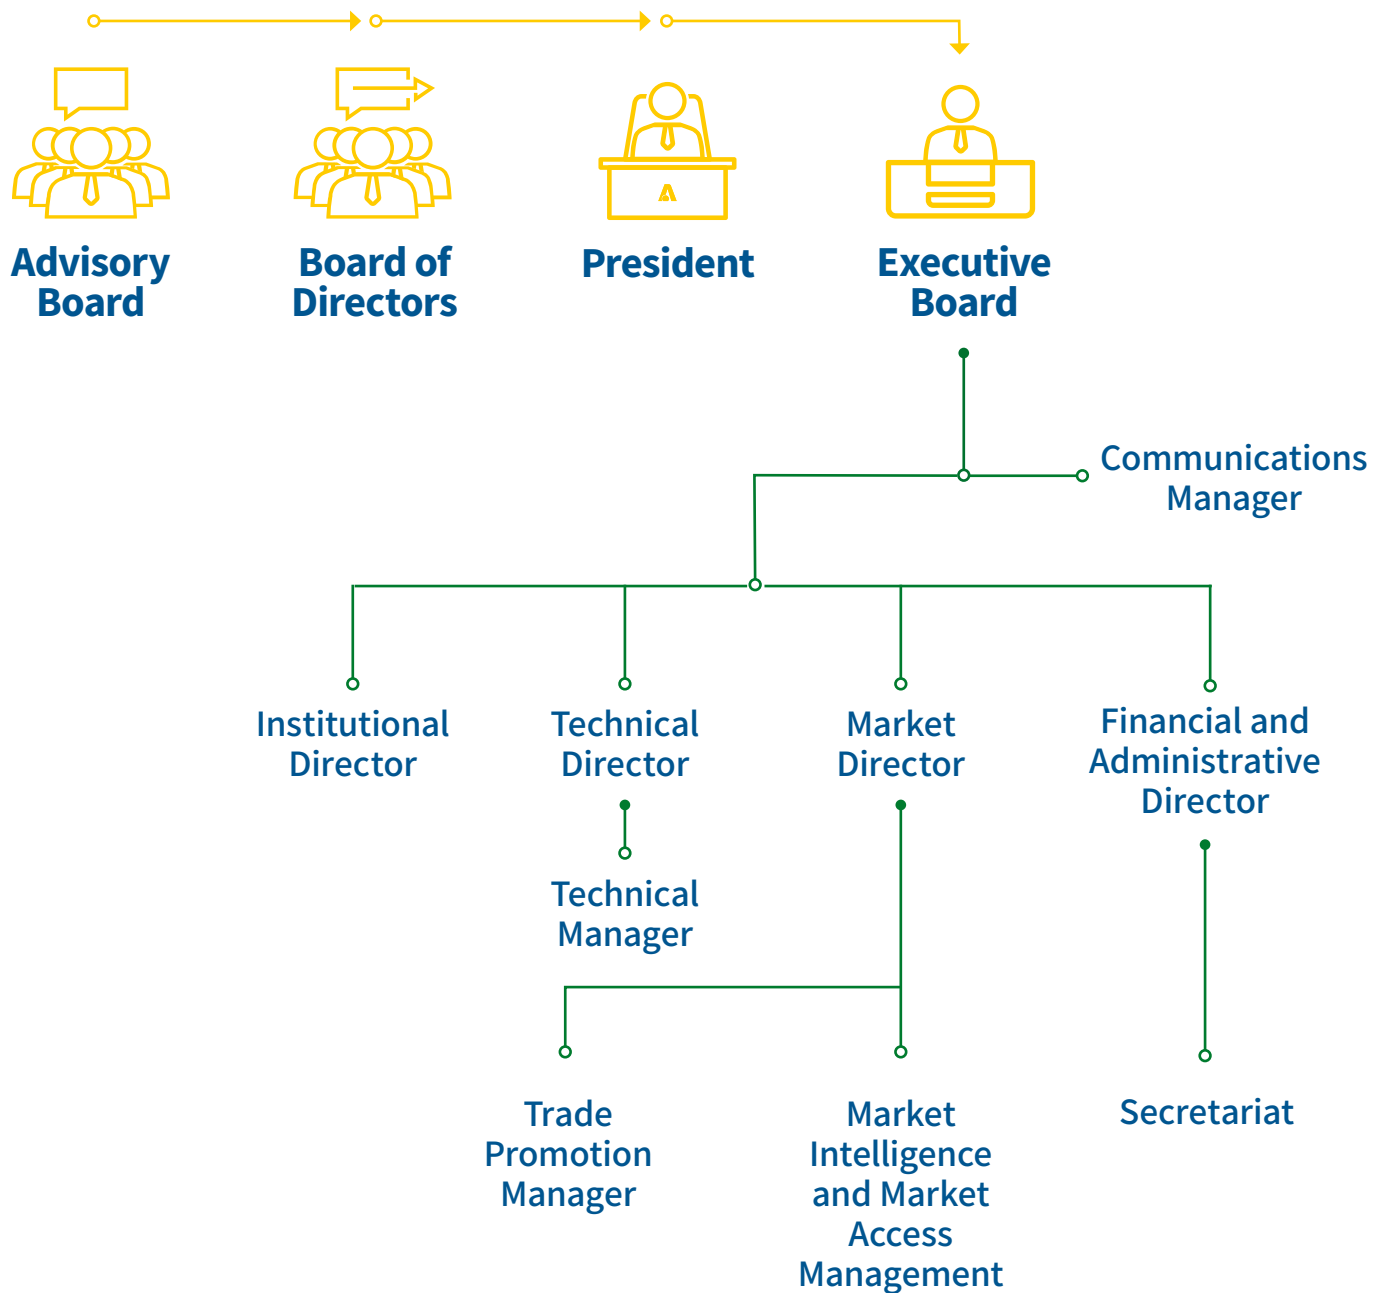 Advisory
Board
Board of
Directors
President
Executive
Board
Communications
Manager
Institutional
Director
Technical
Director
Market
Director
Financial and
Administrative
Director
Technical
Manager
Trade
Promotion
Manager
Market
Intelligence
and Market
Access
Management
Secretariat